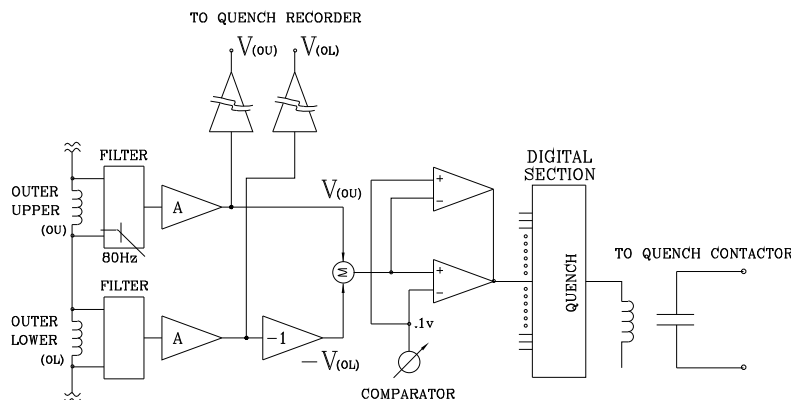 TO QUENCH RECORDER
V(OU)
V(OL)
FILTER
DIGITAL
SECTION
OUTER
UPPER
(OU)
A
V(OU)
+
−
80Hz
TO QUENCH CONTACTOR
FILTER
Σ
+
−
QUENCH
OUTER
LOWER
(OL)
A
−1
.1v
−V(OL)
COMPARATOR